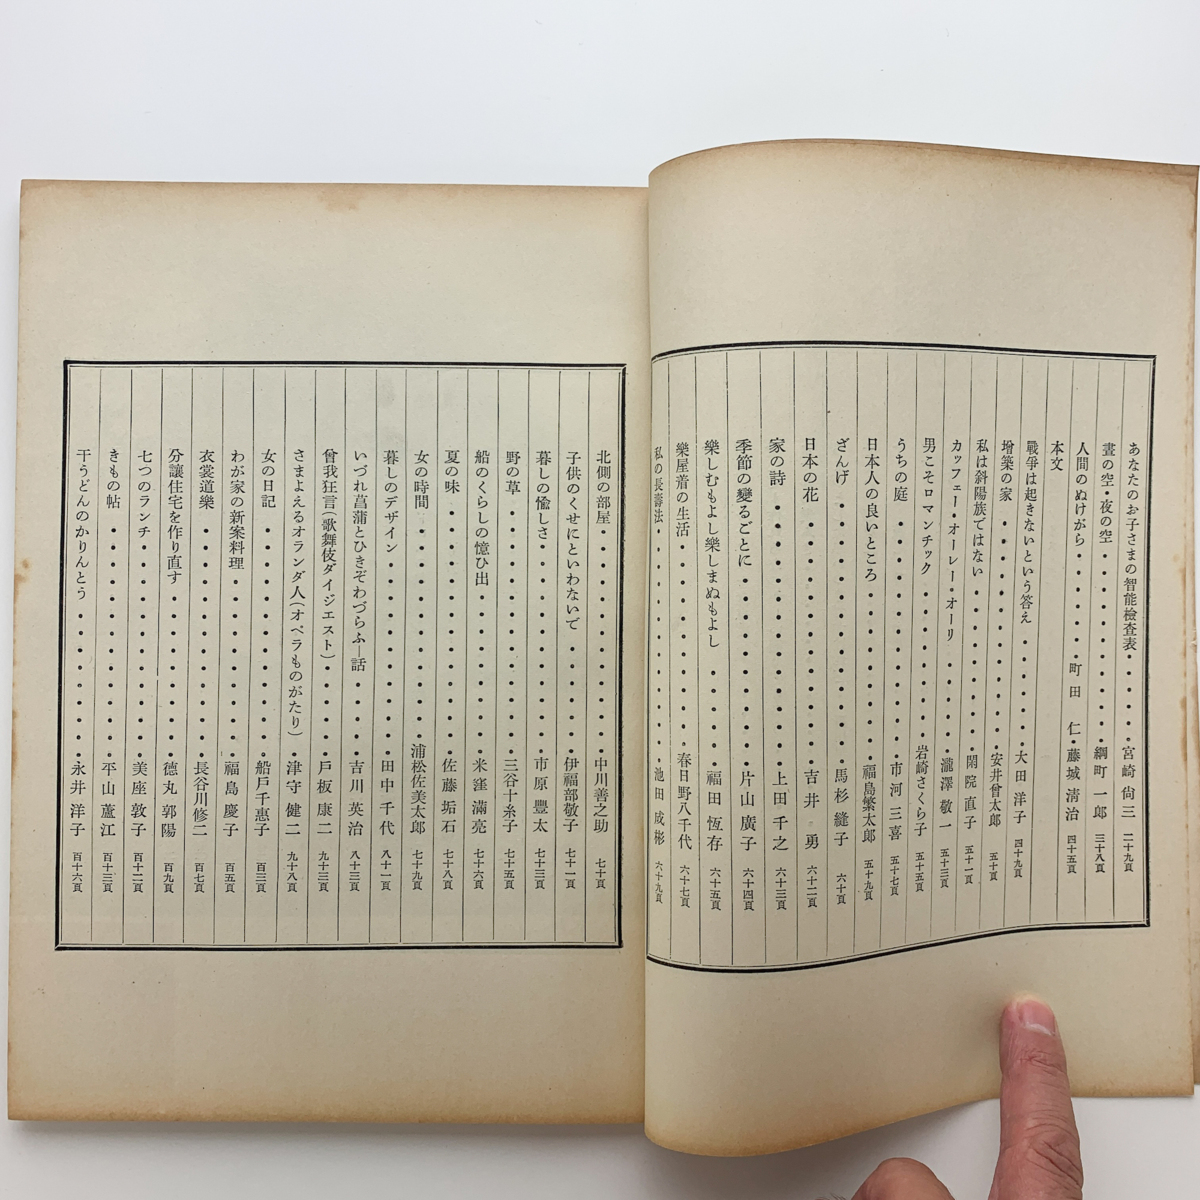 あなたのお子さまの智能檢査表・・・・・宮崎尙三 二十九頁
晝の空・夜の空・・・・・・・・・綱町一郎 三十八頁
人間のぬけがら・・・・・町田 仁・藤城淸治 四十五頁
本文
戰爭は起きないという答え・・・・・・大田洋子 四十九頁
增築の家・・・・・・・・・・・安井曾太郎 五十頁
私は斜陽族ではない・・・・・・・・閑院直子 五十一頁
カッフェー・オーレー・オーリ・・・・・瀧澤敬一 五十三頁
男こそロマンチック・・・・・・・岩崎さくら子 五十五頁
うちの庭・・・・・・・・・・・市河三喜 五十七頁
日本人の良いところ・・・・・・・・福島繁太郎 五十九頁
ざんげ・・・・・・・・・・・・馬杉縫子 六十頁
日本の花・・・・・・・・・・・吉井 勇 六十二頁
家の詩・・・・・・・・・・・・上田千之 六十三頁
季節の變るごとに・・・・・・・・・片山廣子 六十四頁
樂しむもよし樂しまぬもよし・・・・・・福田恆存 六十五頁
樂屋着の生活・・・・・・・・・春日野八千代 六十七頁
私の長壽法・・・・・・・・・・・池田成彬 六十九頁
北側の部屋・・・・・・・・・・中川善之助 七十頁
子供のくせにといわないで・・・・・伊福部敬子 七十一頁
暮しの愉しさ・・・・・・・・・・市原豐太 七十三頁
野の草・・・・・・・・・・・・三谷十糸子 七十五頁
船のくらしの憶ひ出・・・・・・・・米窪滿亮 七十六頁
夏の味・・・・・・・・・・・・佐藤垢石 七十八頁
女の時間・・・・・・・・・・浦松佐美太郎 七十九頁
暮しのデザイン・・・・・・・・・田中千代 八十一頁
いづれ菖蒲とひきぞわづらふ―話・・・・吉川英治 八十三頁
曾我狂言(歌舞伎ダイジェスト)・・・・戶板康二 九十三頁
さまよえるオランダ人(オペラものがたり)・津守健二 九十八頁
女の日記・・・・・・・・・・・船戶千惠子 百三頁
わが家の新案料理・・・・・・・・福島慶子 百五頁
衣裳道樂・・・・・・・・・・・長谷川修二 百七頁
分讓住宅を作り直す・・・・・・・・德丸郭陽 百九頁
七つのランチ・・・・・・・・・・美座敦子 百十二頁
きもの帖・・・・・・・・・・・平山蘆江 百十三頁
干うどんのかりんとう・・・・・・・永井洋子 百十六頁